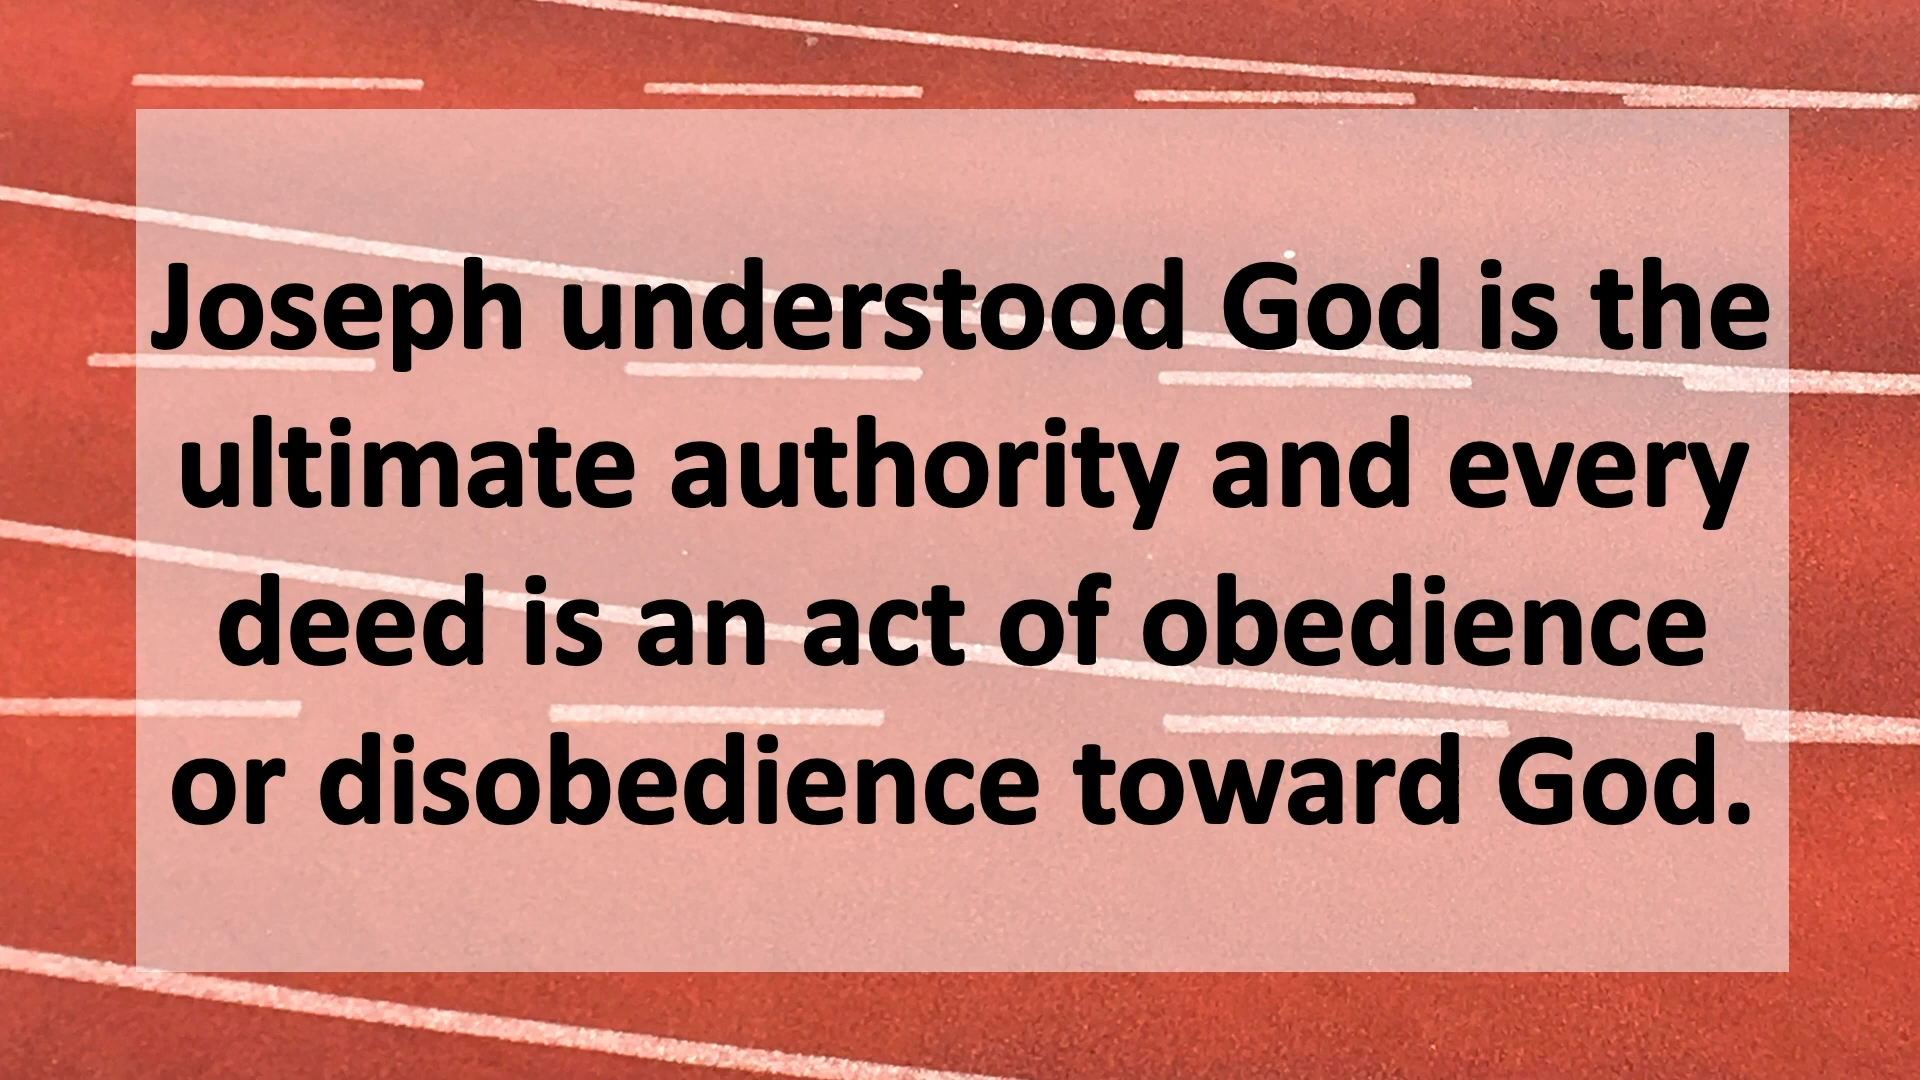 Joseph understood God is the
ultimate authority and every
deed is an act of obedience
or disobedience toward God.